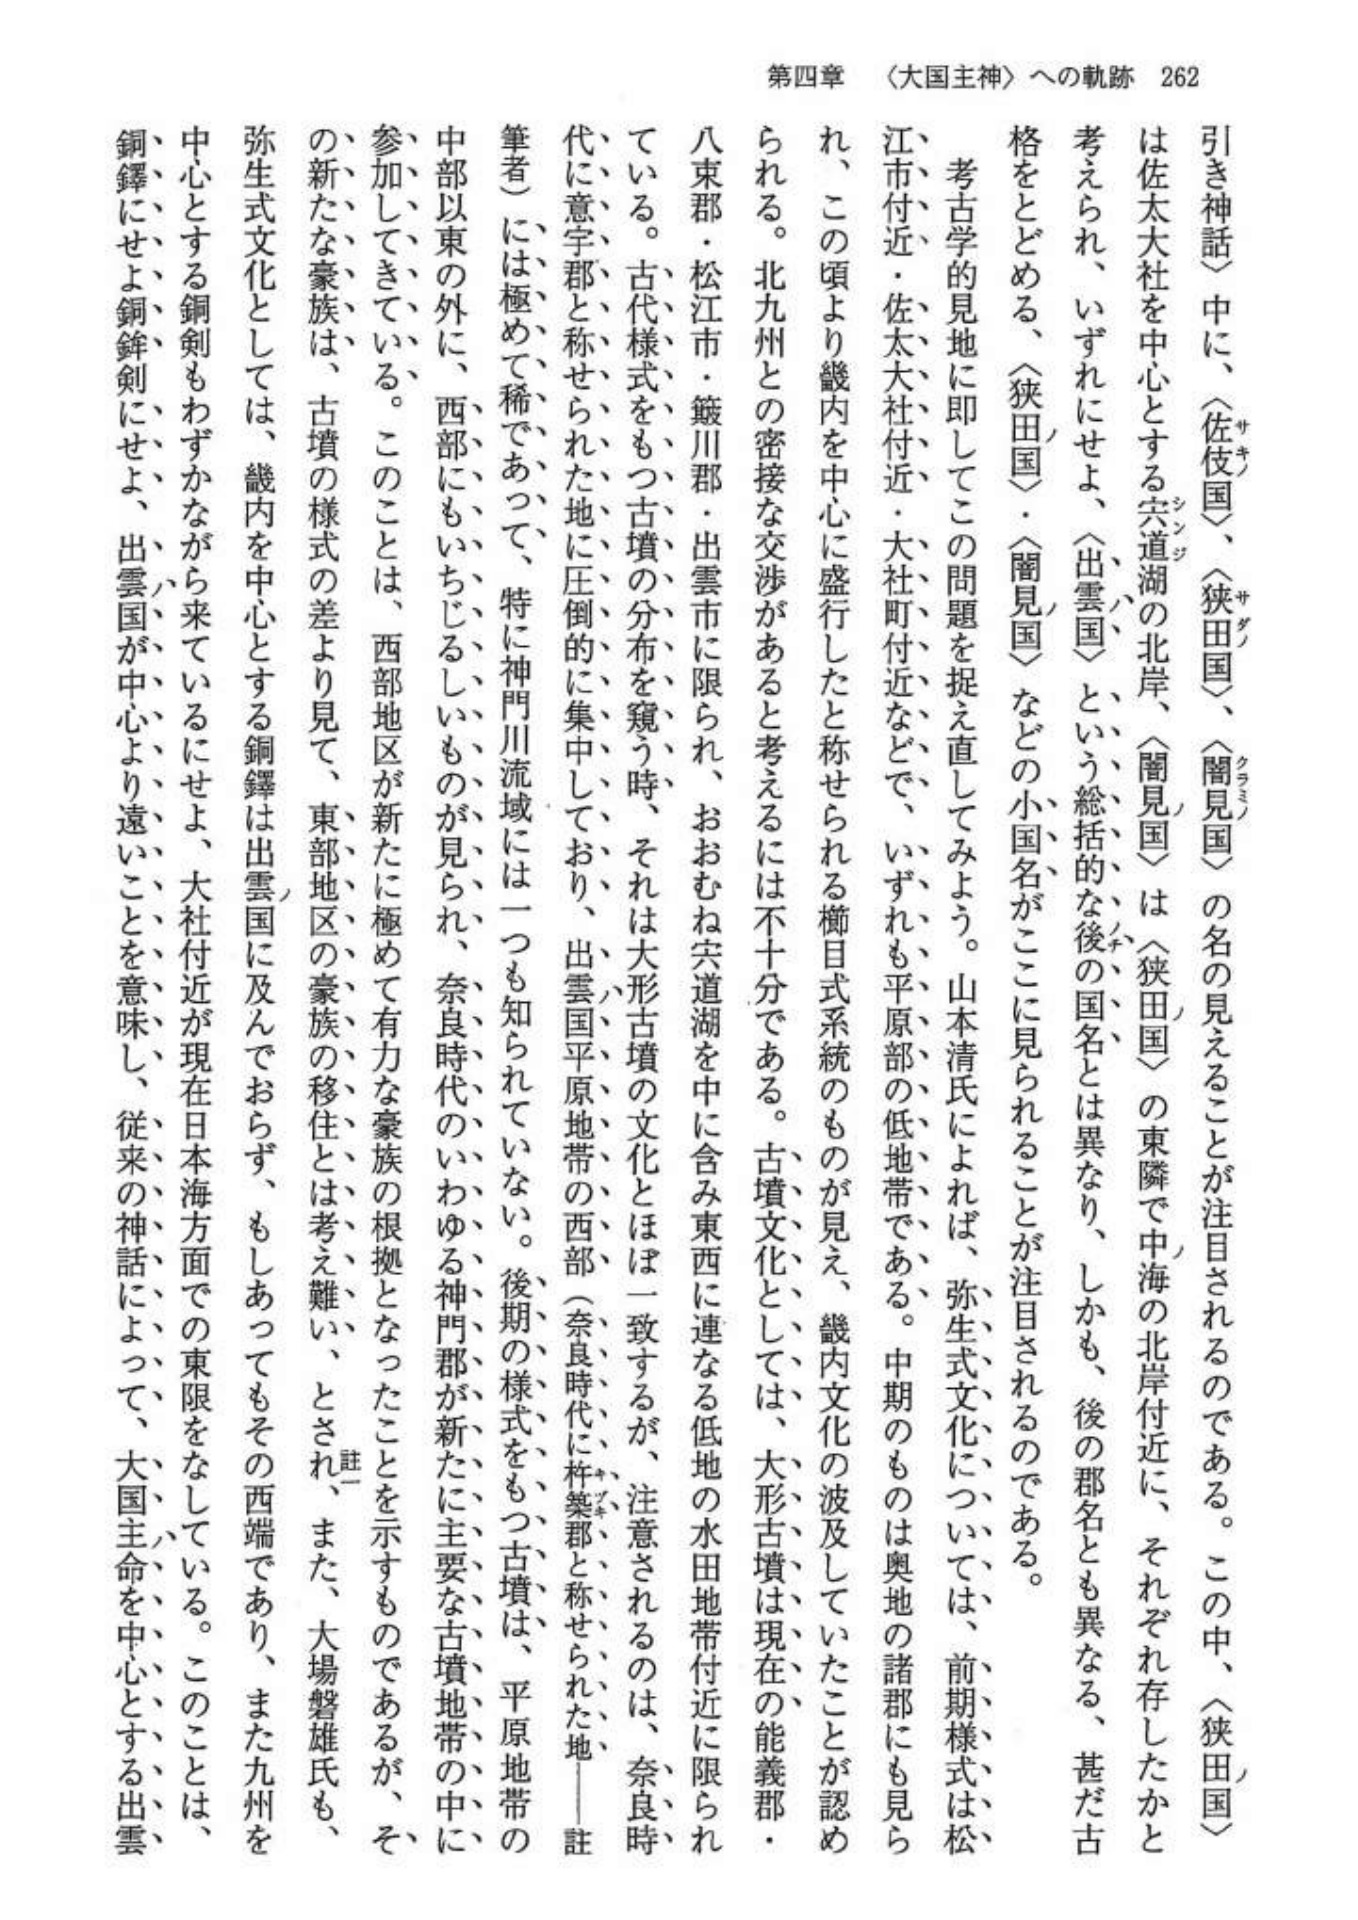 第四章　〈大国主神〉への軌跡　262
引き神話〉中に、〈佐伎国〉、〈狭田国〉、〈闇見国〉の名の見えることが注目されるのである。この中、〈狭田ノ国〉
は佐太大社を中心とする宍道湖の北岸、〈闇見ノ国〉は〈狭田ノ国〉の東隣で中ノ海の北岸付近に、それぞれ存したかと
考えられ、いずれにせよ、〈出雲ノ国〉という総括的な後の国名とは異なり、しかも、後の郡名とも異なる、甚だ古
格をとどめる、〈狭田ノ国〉・〈闇見ノ国〉などの小国名がここに見られることが注目されるのである。
　考古学的見地に即してこの問題を捉え直してみよう。山本清氏によれば、弥生式文化については、前期様式は松
江市付近・佐太大社付近・大社町付近などで、いずれも平原部の低地帯である。中期のものは奥地の諸郡にも見ら
れ、この頃より畿内を中心に盛行したと称せられる櫛目式系統のものが見え、畿内文化の波及していたことが認め
られる。北九州との密接な交渉があると考えるには不十分である。古墳文化としては、大形古墳は現在の能義郡・
八束郡・松江市・簸川郡・出雲市に限られ、おおむね宍道湖を中に含み東西に連なる低地の水田地帯付近に限られ
ている。古代様式をもつ古墳の分布を窺う時、それは大形古墳の文化とほぼ一致するが、注意されるのは、奈良時
代に意宇郡と称せられた地に圧倒的に集中しており、出雲ノ国平原地帯の西部（奈良時代に杵築郡と称せられた地――註
筆者）には極めて稀であって、特に神門川流域には一つも知られていない。後期の様式をもつ古墳は、平原地帯の
中部以東の外に、西部にもいちじるしいものが見られ、奈良時代のいわゆる神門郡が新たに主要な古墳地帯の中に
参加してきている。このことは、西部地区が新たに極めて有力な豪族の根拠となったことを示すものであるが、そ
の新たな豪族は、古墳の様式の差より見て、東部地区の豪族の移住とは考え難い、とされ註一、また、大場磐雄氏も、
弥生式文化としては、畿内を中心とする銅鐸は出雲ノ国に及んでおらず、もしあってもその西端であり、また九州を
中心とする銅剣もわずかながら来ているにせよ、大社付近が現在日本海方面での東限をなしている。このことは、
銅鐸にせよ銅鉾剣にせよ、出雲ノ国が中心より遠いことを意味し、従来の神話によって、大国主ノ命を中心とする出雲